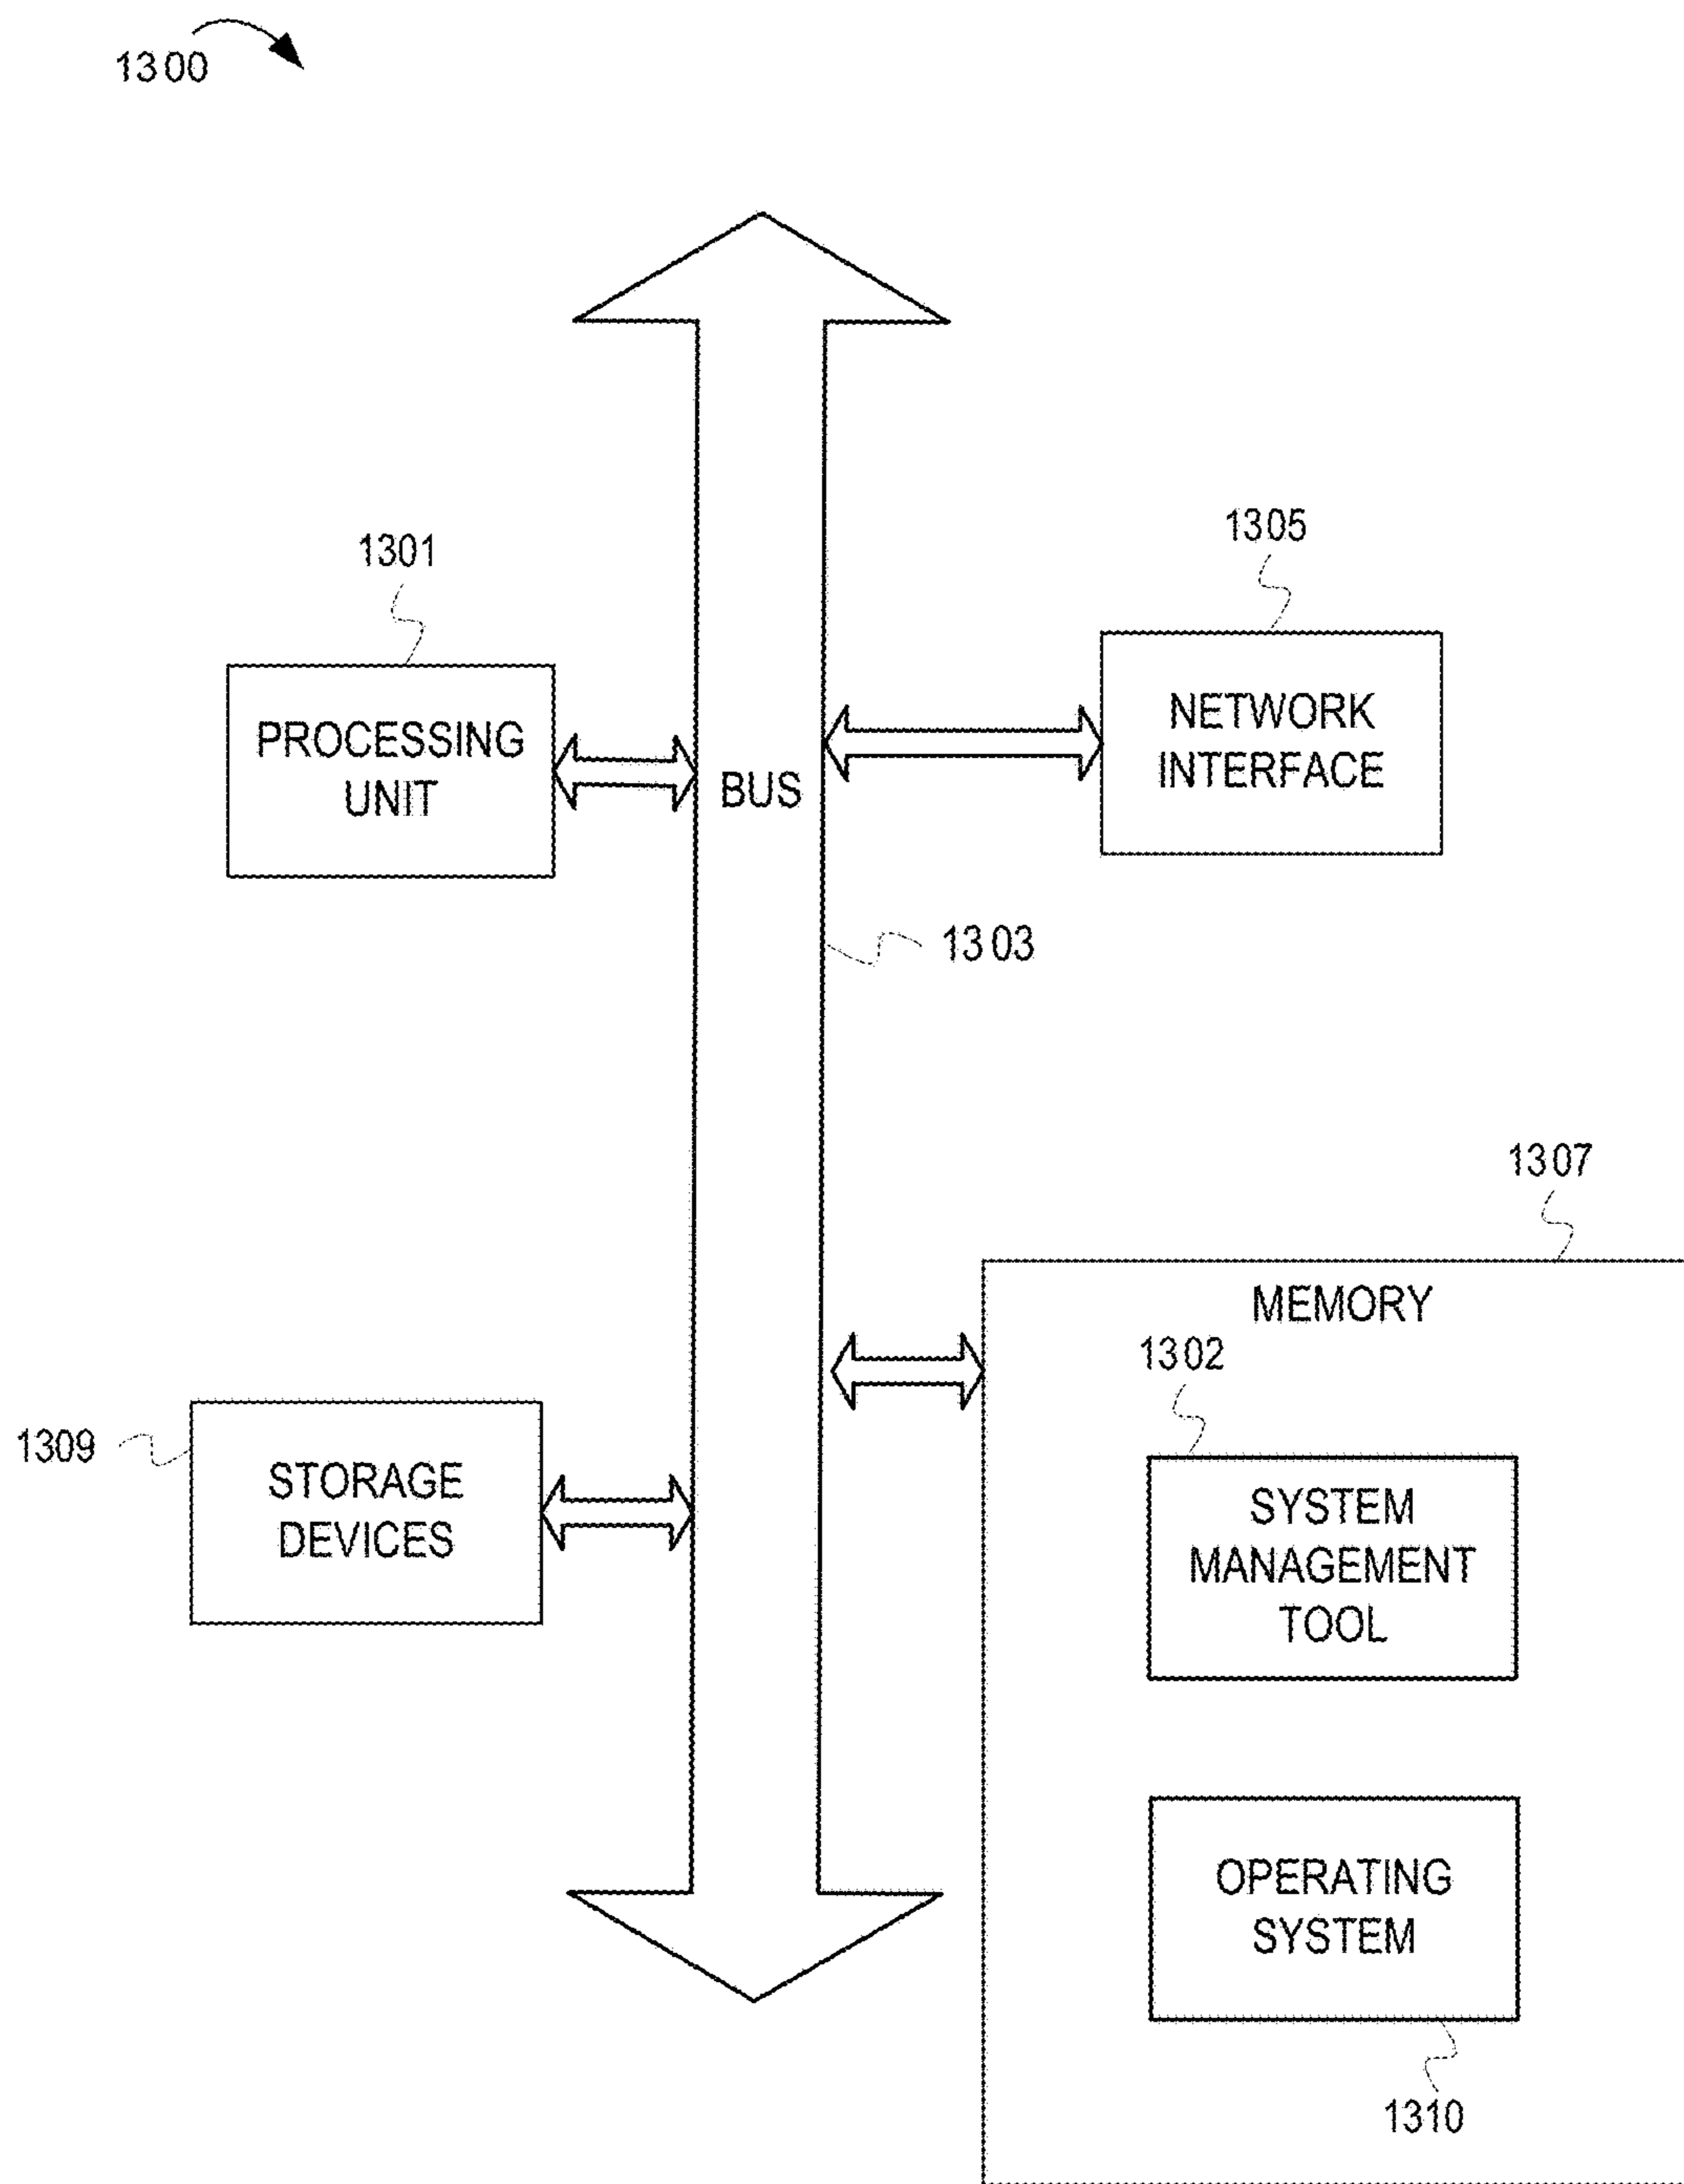 1300
1301
PROCESSING
UNIT
BUS
1305
NETWORK
INTERFACE
1303
1307
MEMORY
1302
SYSTEM
MANAGEMENT
TOOL
1309
STORAGE
DEVICES
OPERATING
SYSTEM
1310